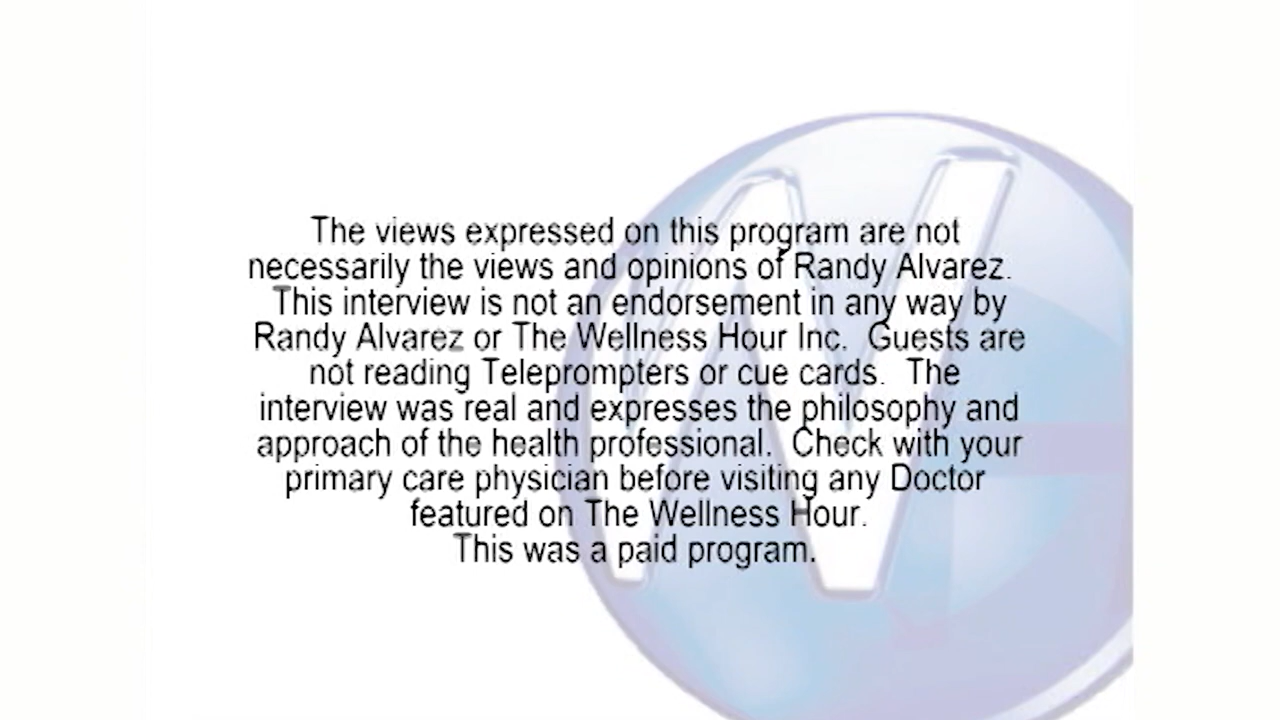 The views expressed on this program are not
necessarily the views and opinions of Randy Alvarez.
This interview is not an endorsement in any way by
Randy Alvarez or The Wellness Hour Inc.  Guests are
not reading Teleprompters or cue cards.  The
interview was real and expresses the philosophy and
approach of the health professional.  Check with your
primary care physician before visiting any Doctor
featured on The Wellness Hour.
This was a paid program.